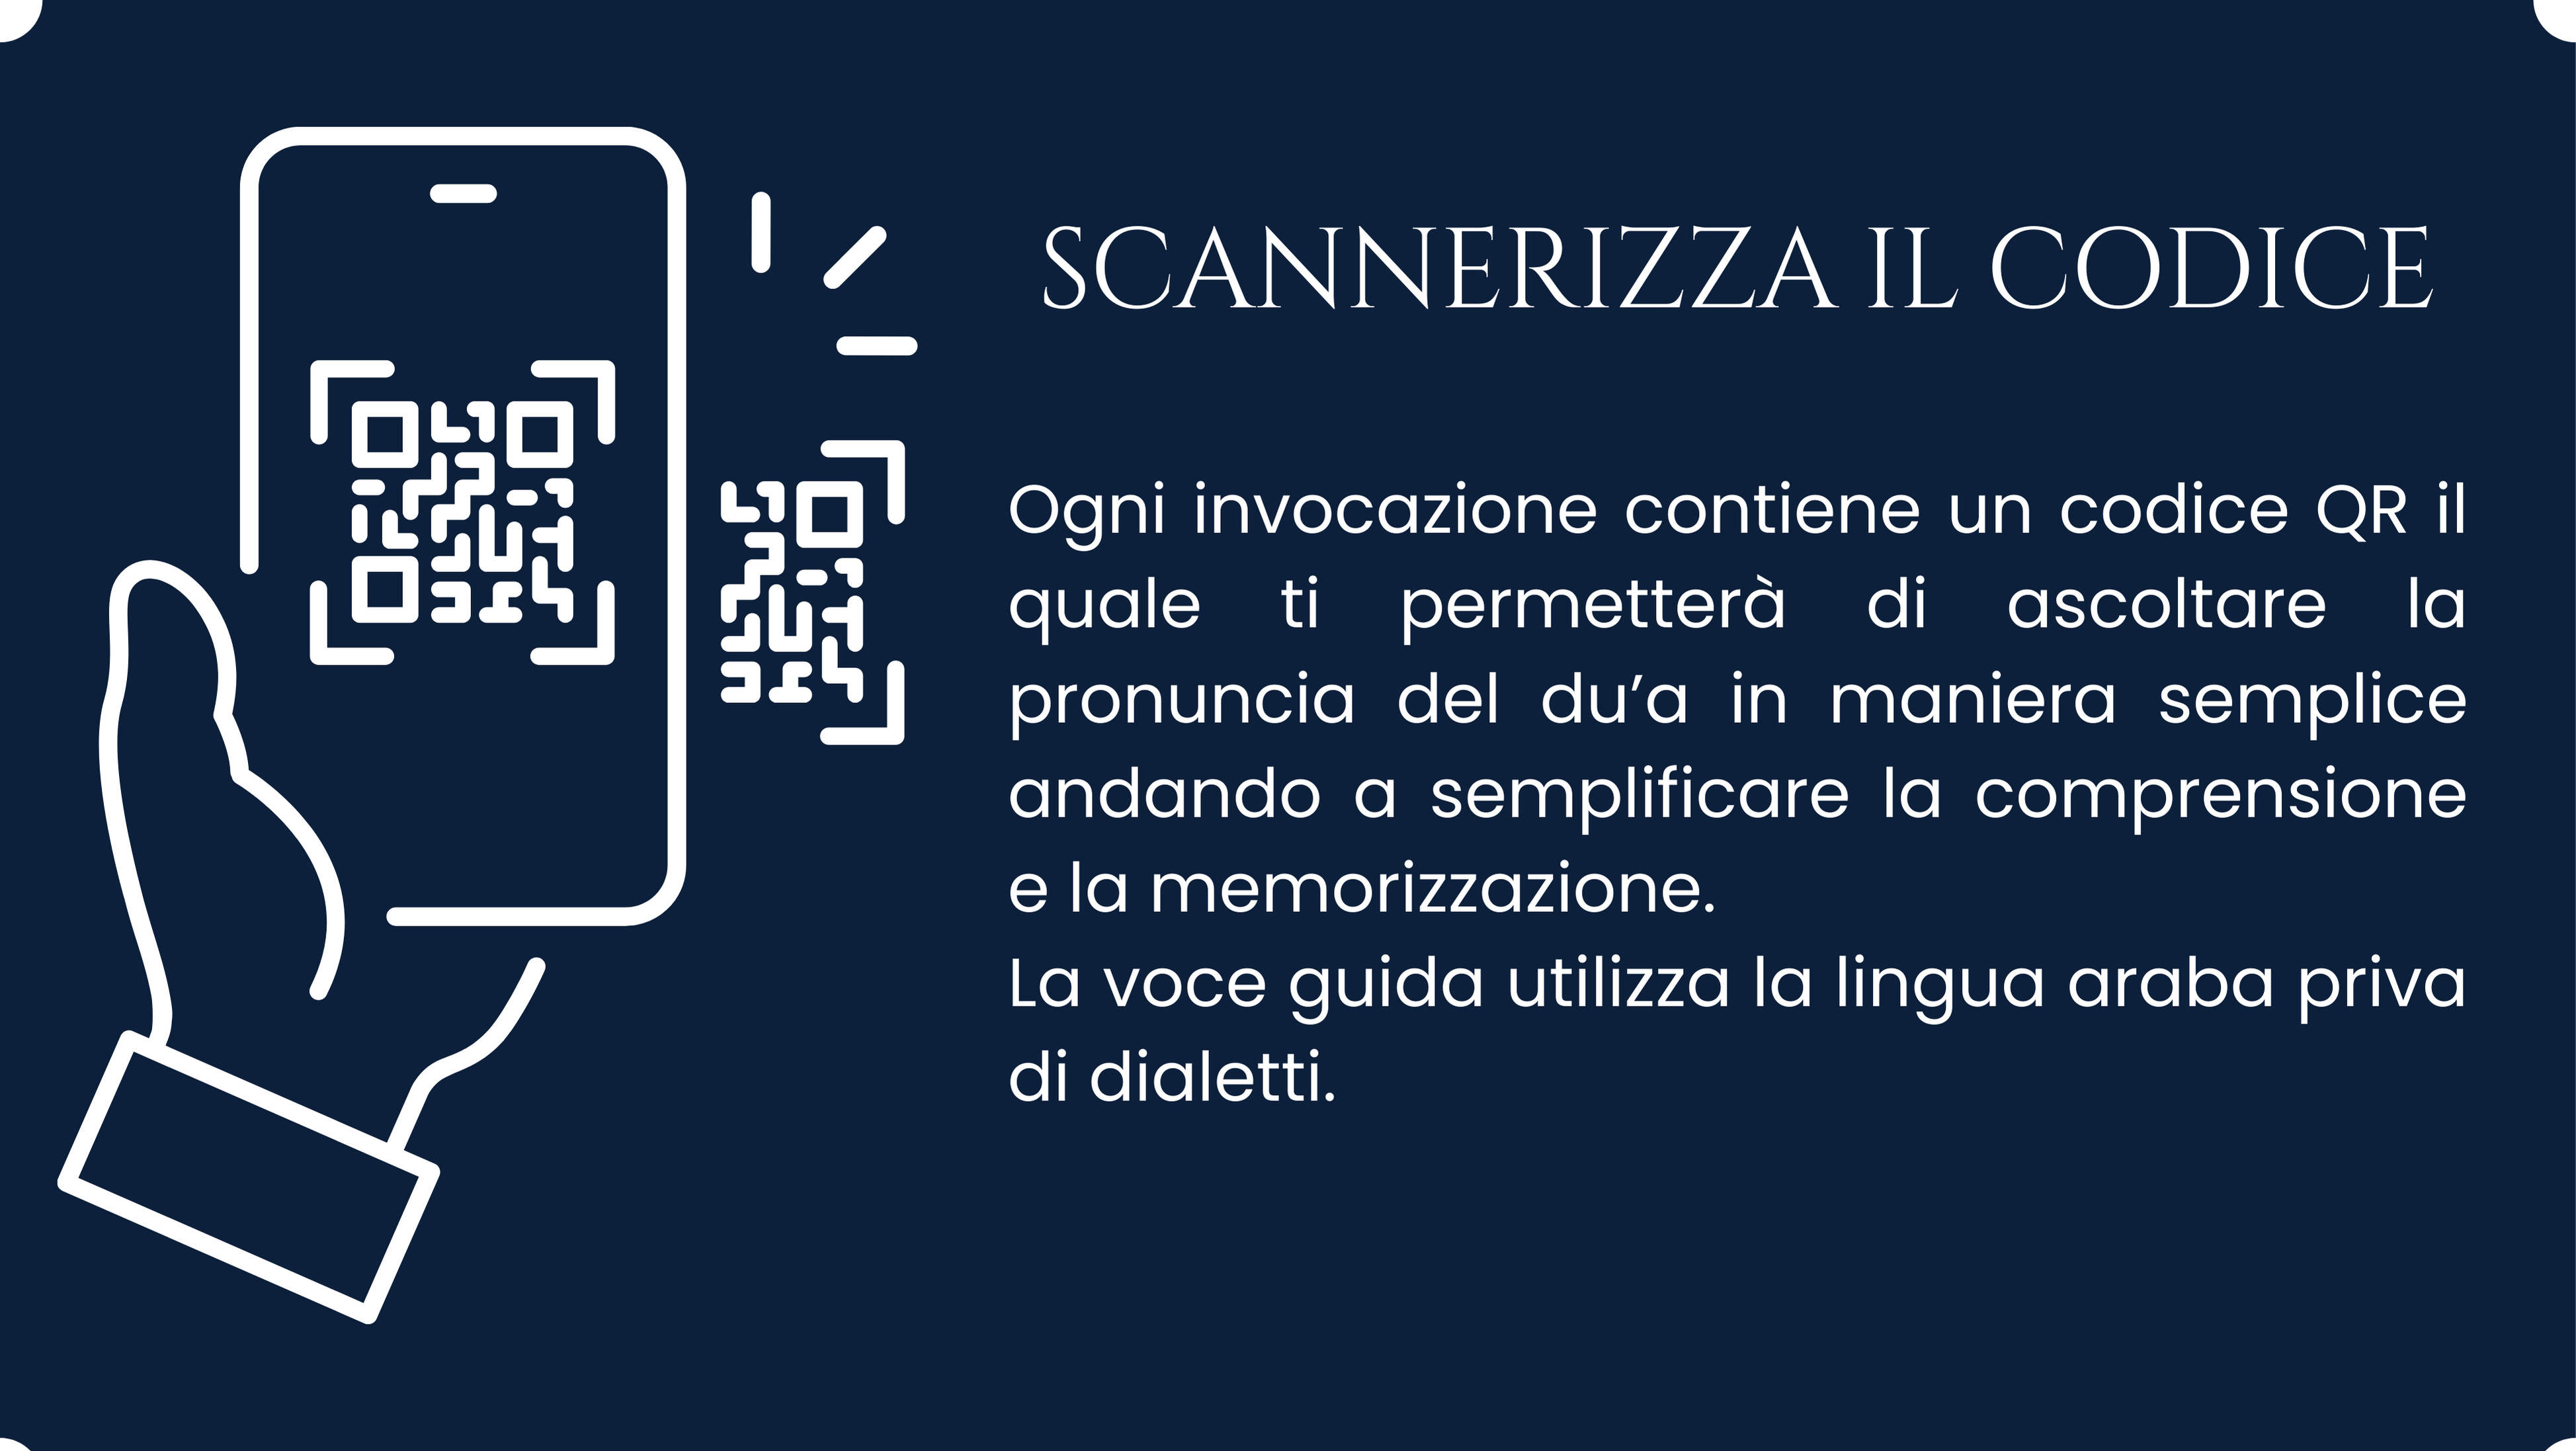 SCANNERIZZA IL CODICE
Ogni invocazione contiene un codice QR il
quale ti permetterà di ascoltare la
pronuncia del du’a in maniera semplice
andando a semplificare la comprensione
e la memorizzazione.
La voce guida utilizza la lingua araba priva
di dialetti.